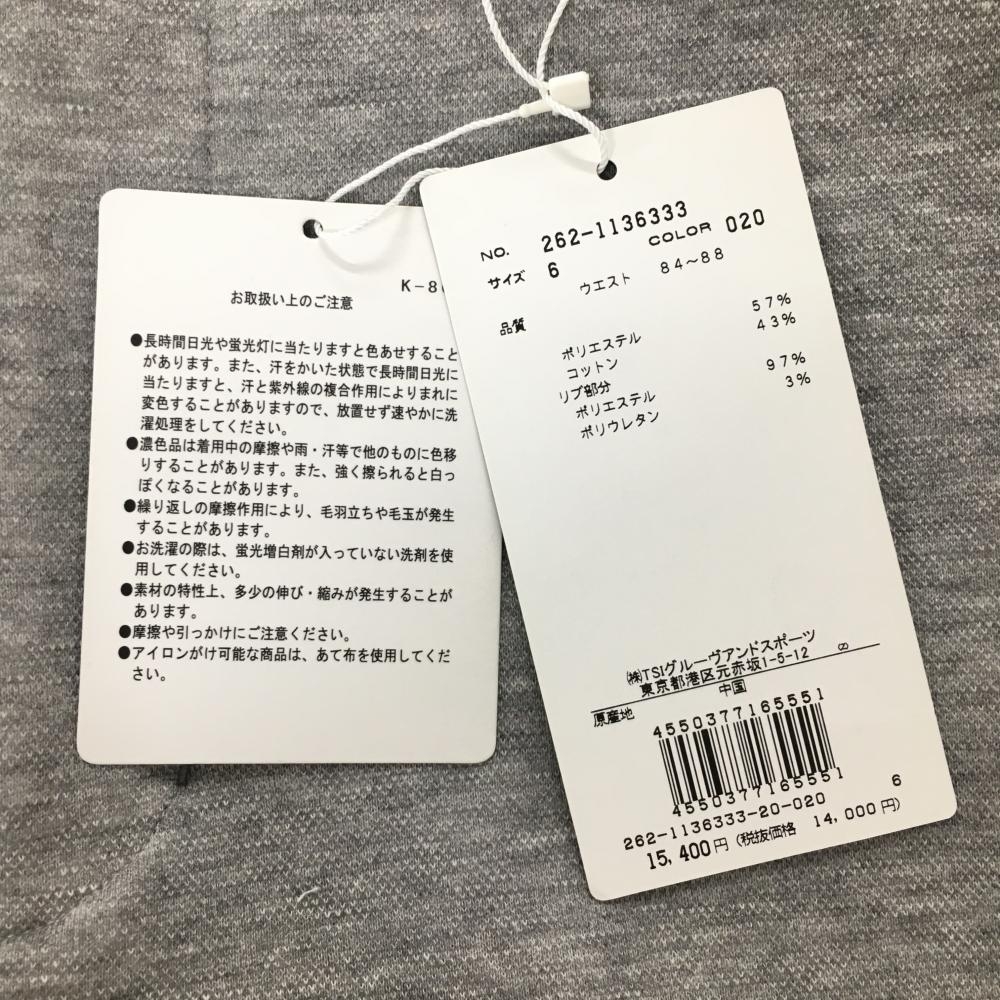 K-8
お取扱い上のご注意
●長時間日光や蛍光灯に当たりますと色あせすること
があります。また、汗をかいた状態で長時間日光に
当たりますと、汗と紫外線の複合作用によりまれに
変色することがありますので、放置せず速やかに洗
濯処理をしてください。
●濃色品は着用中の摩擦や雨・汗等で他のものに色移
りすることがあります。また、強く擦られると白っ
ぽくなることがあります。
●繰り返しの摩擦作用により、毛羽立ちや毛玉が発生
することがあります。
●お洗濯の際は、蛍光増白剤が入っていない洗剤を使
用してください。
●素材の特性上、多少の伸び・縮みが発生することが
あります。
●摩擦や引っかけにご注意ください。
●アイロンがけ可能な商品は、あて布を使用してくだ
さい。
NO. 262-1136333
サイズ 6 COLOR 020
ウエスト 84~88
品質
ポリエステル 57%
コットン 43%
リブ部分
ポリエステル 97%
ポリウレタン 3%
㈱TSIグルーヴアンドスポーツ
東京都港区元赤坂1-5-12
原産地 中国
4550377165551
4550377165551
262-1136333-20-020 6
15,400円 (税抜価格 14,000円)